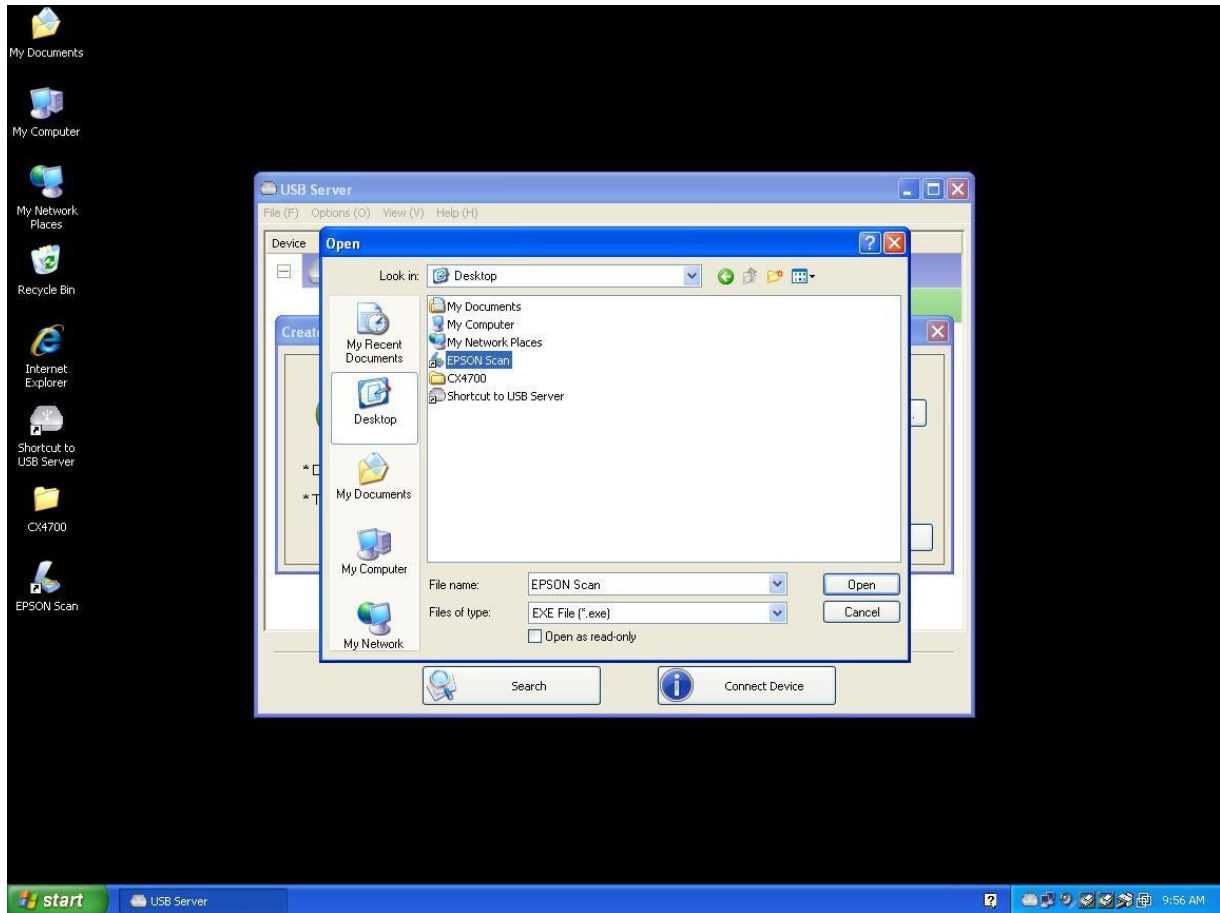 My Documents
My Computer
My Network
Places
Recycle Bin
Internet
Explorer
Shortcut to
USB Server
CX4700
EPSON Scan
USB Server
File (F) Options (O) View (V) Help (H)
Device
Open
Look in:
Desktop
My Recent
Documents
Desktop
My Documents
My Computer
My Network
My Documents
My Computer
My Network Places
EPSON Scan
CX4700
Shortcut to USB Server
File name:
EPSON Scan
Open
Files of type:
EXE File (*.exe)
Cancel
Open as read-only
Search
Connect Device
start
USB Server
9:56 AM